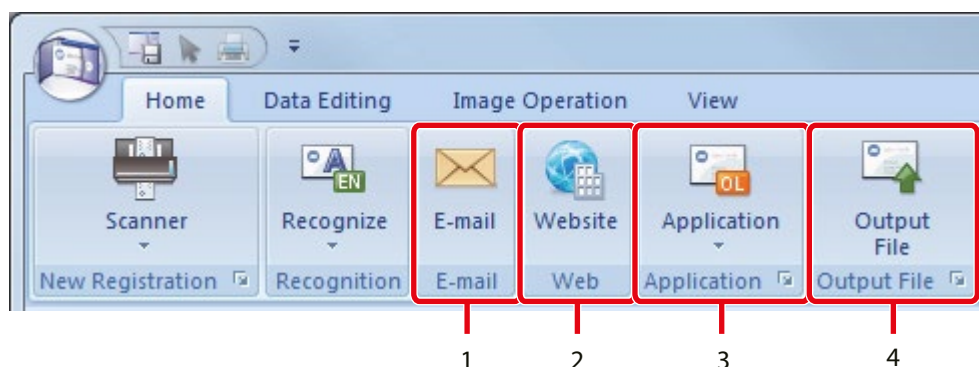 Home Data Editing Image Operation View
EN OL
Scanner Recognize E-mail Website Application Output
File
New Registration Recognition E-mail Web Application Output File
1 2 3 4